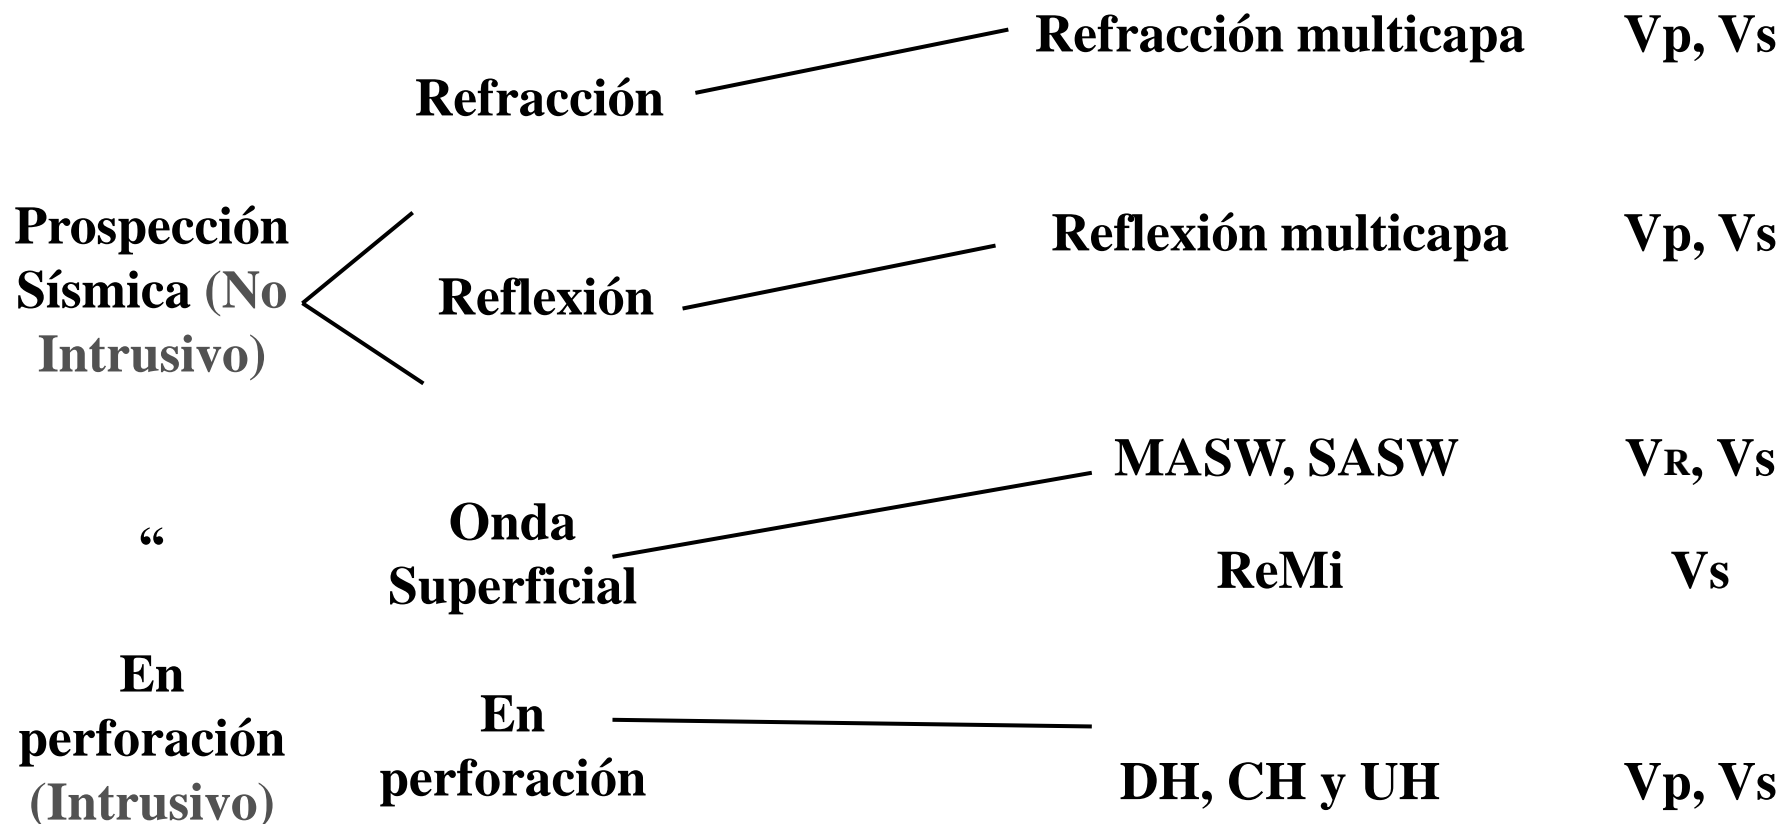 Refracción multicapa Vp, Vs
Refracción
Prospección
Sísmica (No
Intrusivo)
Reflexión multicapa Vp, Vs
Reflexión
MASW, SASW VR, Vs
“
Onda
Superficial
ReMi Vs
En
perforación
(Intrusivo)
En
perforación
DH, CH y UH Vp, Vs